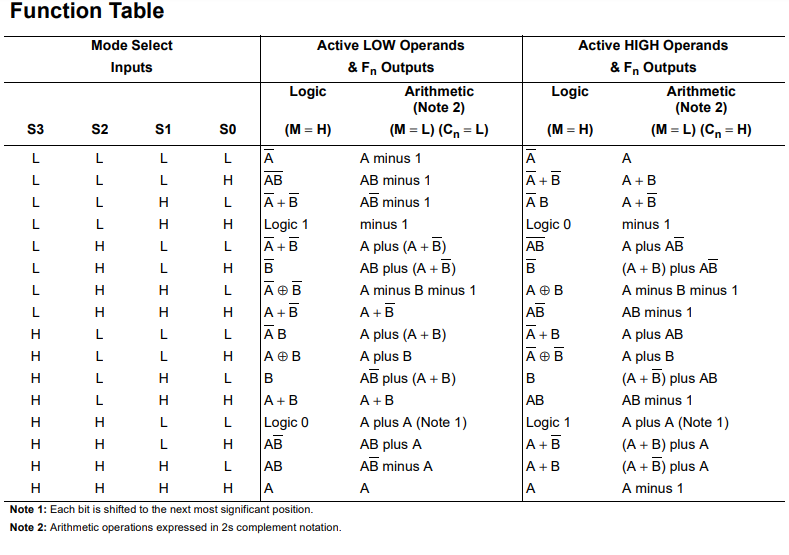 Function Table
Mode Select Active LOW Operands Active HIGH Operands
Inputs & Fn Outputs & Fn Outputs
Logic Arithmetic Logic Arithmetic
(Note 2) (Note 2)
S3 S2 S1 S0 (M = H) (M = L) (Cn = L) (M = H) (M = L) (Cn = H)
L L L L A̅ A minus 1 A̅ A
L L L H A̅B̅ AB minus 1 A̅ + B̅ A + B
L L H L A̅ + B̅ AB̅ minus 1 A̅ B A + B̅
L L H H Logic 1 minus 1 Logic 0 minus 1
L H L L A̅ + B̅ A plus (A + B̅) A̅B̅ A plus AB̅
L H L H B̅ AB plus (A + B̅) B̅ (A + B) plus AB̅
L H H L A̅ ⊕ B̅ A minus B minus 1 A ⊕ B A minus B minus 1
L H H H A + B̅ A + B̅ AB̅ AB minus 1
H L L L A̅ B A plus (A + B) A̅ + B A plus AB
H L L H A ⊕ B A plus B A̅ ⊕ B̅ A plus B
H L H L B AB̅ plus (A + B) B (A + B̅) plus AB
H L H H A + B A + B AB AB minus 1
H H L L Logic 0 A plus A (Note 1) Logic 1 A plus A (Note 1)
H H L H AB̅ AB plus A A + B̅ (A + B) plus A
H H H L AB AB̅ minus A A + B (A + B̅) plus A
H H H H A A A A minus 1
Note 1: Each bit is shifted to the next most significant position.
Note 2: Arithmetic operations expressed in 2s complement notation.